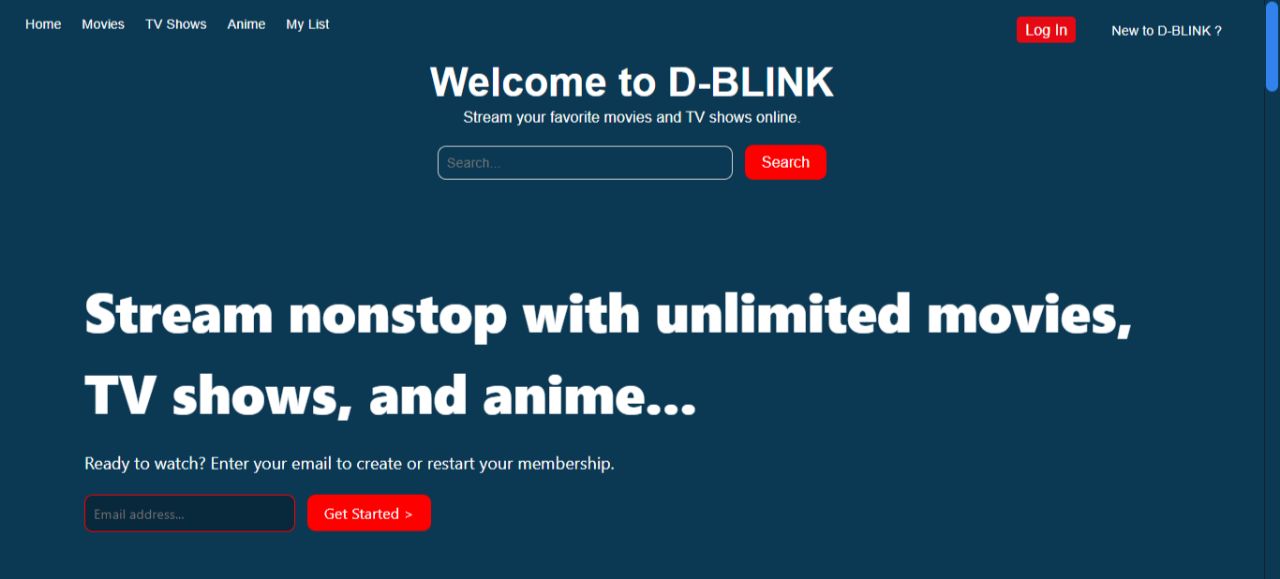 Home Movies TV Shows Anime My List Log In New to D-BLINK ?
Welcome to D-BLINK
Stream your favorite movies and TV shows online.
Search... Search
Stream nonstop with unlimited movies,
TV shows, and anime...
Ready to watch? Enter your email to create or restart your membership.
Email address... Get Started >